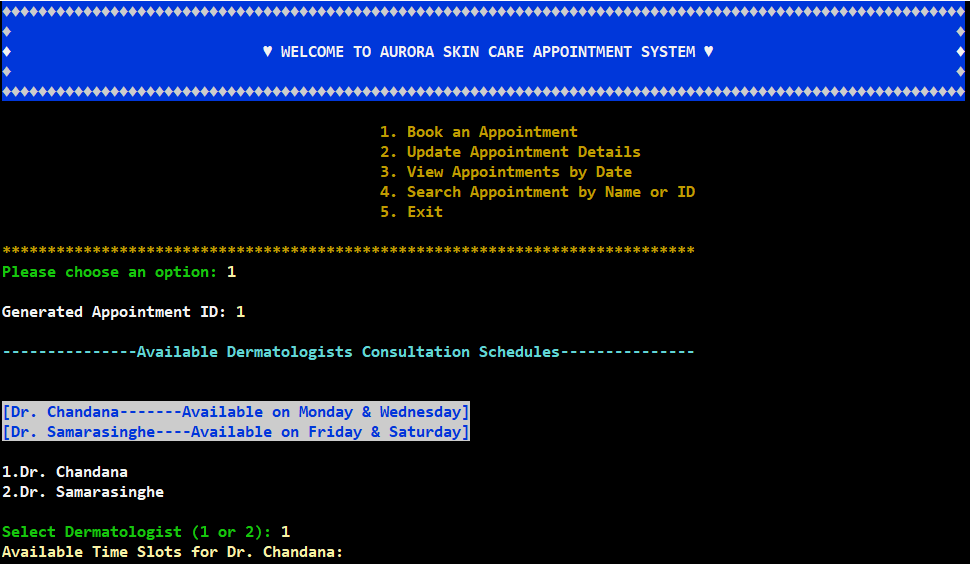 ♥ WELCOME TO AURORA SKIN CARE APPOINTMENT SYSTEM ♥
1. Book an Appointment
2. Update Appointment Details
3. View Appointments by Date
4. Search Appointment by Name or ID
5. Exit
*****************************************************************************
Please choose an option: 1
Generated Appointment ID: 1
---------------Available Dermatologists Consultation Schedules---------------
[Dr. Chandana-------Available on Monday & Wednesday]
[Dr. Samarasinghe----Available on Friday & Saturday]
1.Dr. Chandana
2.Dr. Samarasinghe
Select Dermatologist (1 or 2): 1
Available Time Slots for Dr. Chandana: